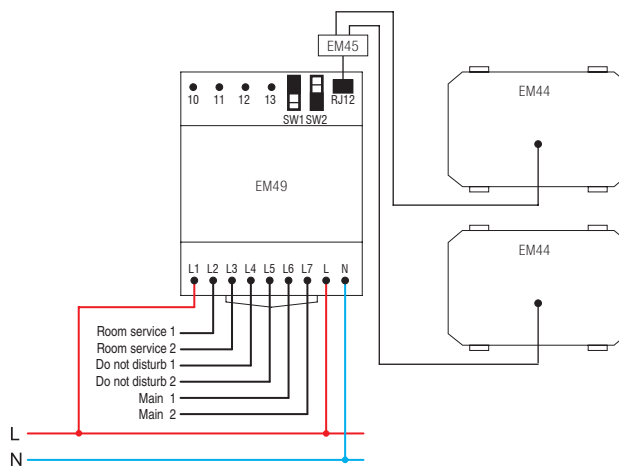 EM45
EM44
10 11 12 13 SW1 SW2 RJ12
EM49
EM44
L1 L2 L3 L4 L5 L6 L7 L N
Room service 1
Room service 2
Do not disturb 1
Do not disturb 2
Main 1
Main 2
L
N